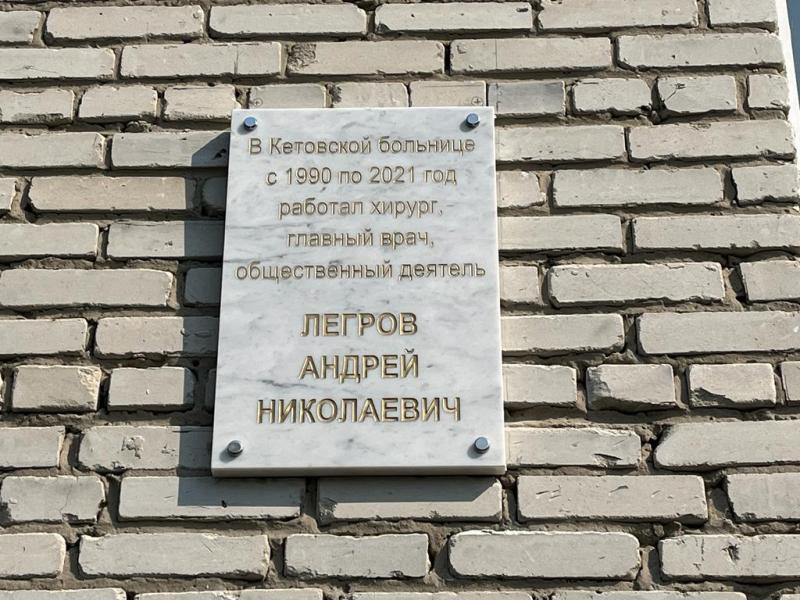 В Кетовской больнице
с 1990 по 2021 год
работал хирург,
главный врач,
общественный деятель
ЛЕГРОВ
АНДРЕЙ
НИКОЛАЕВИЧ